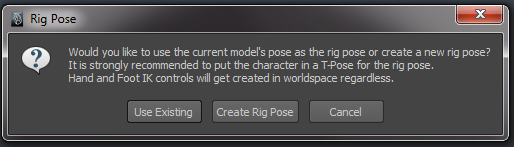 Rig Pose
Would you like to use the current model's pose as the rig pose or create a new rig pose?
It is strongly recommended to put the character in a T-Pose for the rig pose.
Hand and Foot IK controls will get created in worldspace regardless.
Use Existing
Create Rig Pose
Cancel